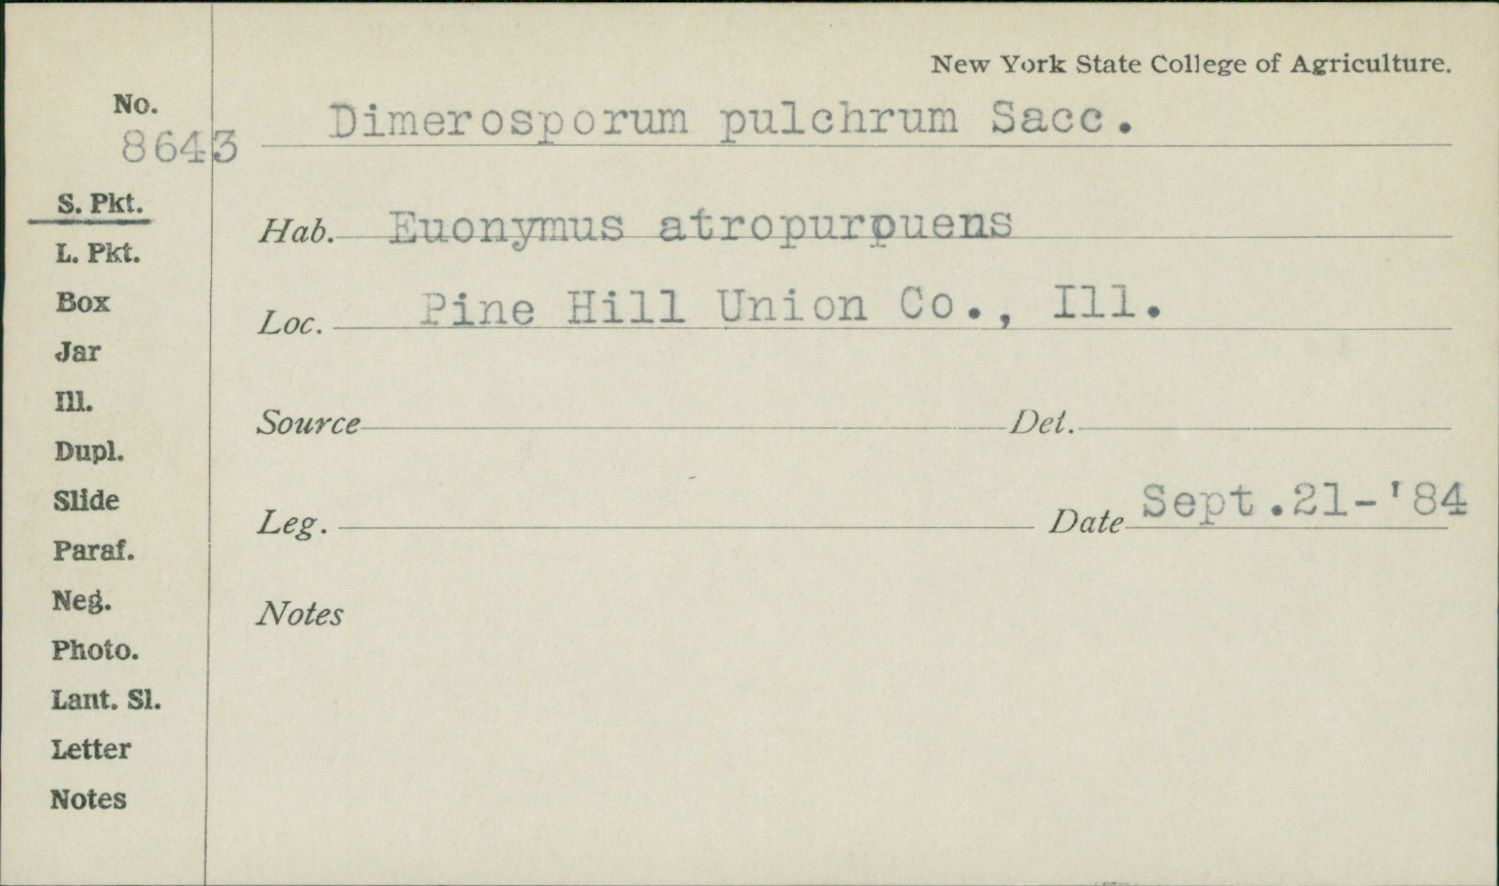 New York State College of Agriculture.
No.
8643
Dimerosporum pulchrum Sacc.
S. Pkt.
Hab. Euonymus atropurpuens
L. Pkt.
Box
Loc. Pine Hill Union Co., Ill.
Jar
Ill.
Source Det.
Dupl.
Slide
Leg. Date Sept.21-'84
Paraf.
Neg.
Notes
Photo.
Lant. Sl.
Letter
Notes